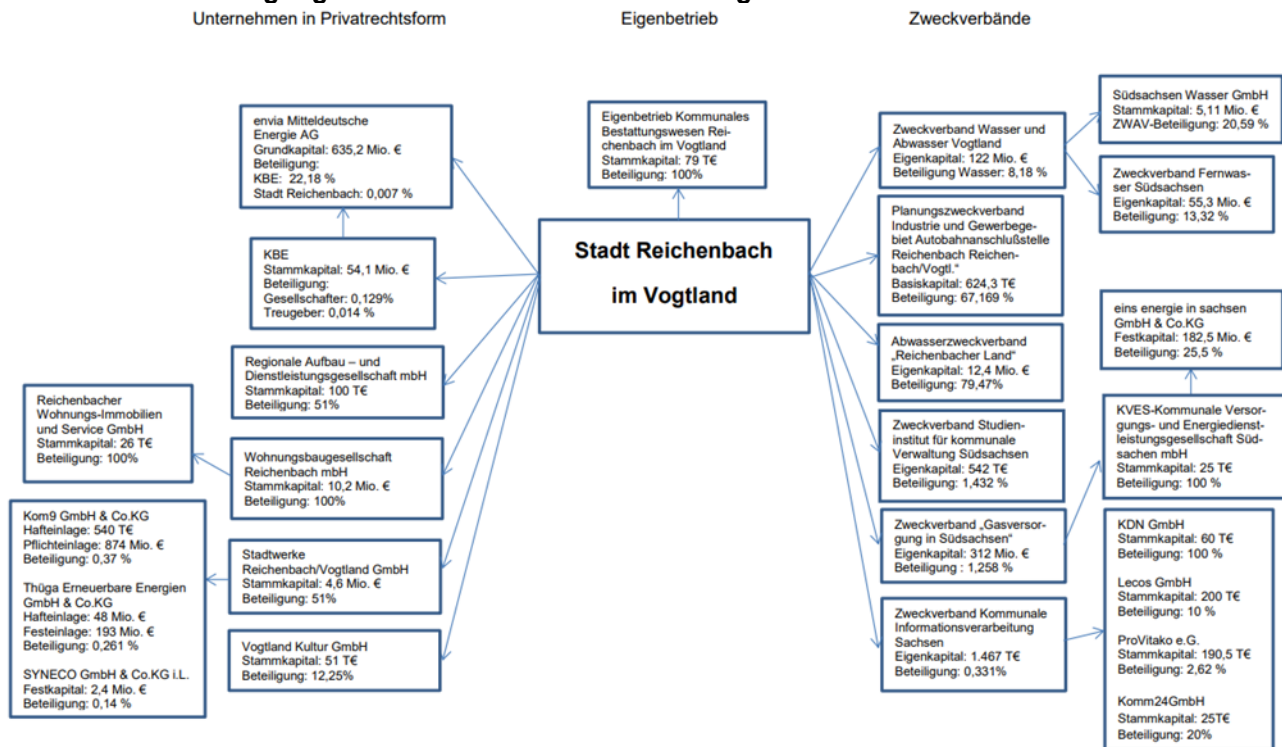 Unternehmen in Privatrechtsform
Eigenbetrieb
Zweckverbände
envia Mitteldeutsche
Energie AG
Grundkapital: 635,2 Mio. €
Beteiligung:
KBE: 22,18 %
Stadt Reichenbach: 0,007 %
KBE
Stammkapital: 54,1 Mio. €
Beteiligung:
Gesellschafter: 0,129%
Treugeber: 0,014 %
Regionale Aufbau – und
Dienstleistungsgesellschaft mbH
Stammkapital: 100 T€
Beteiligung: 51%
Reichenbacher
Wohnungs-Immobilien
und Service GmbH
Stammkapital: 26 T€
Beteiligung: 100%
Wohnungsbaugesellschaft
Reichenbach mbH
Stammkapital: 10,2 Mio. €
Beteiligung: 100%
Kom9 GmbH & Co.KG
Hafteinlage: 540 T€
Pflichteinlage: 874 Mio. €
Beteiligung: 0,37 %
Thüga Erneuerbare Energien
GmbH & Co.KG
Hafteinlage: 48 Mio. €
Festeinlage: 193 Mio. €
Beteiligung: 0,261 %
SYNECO GmbH & Co.KG i.L.
Festkapital: 2,4 Mio. €
Beteiligung: 0,14 %
Stadtwerke
Reichenbach/Vogtland GmbH
Stammkapital: 4,6 Mio. €
Beteiligung: 51%
Vogtland Kultur GmbH
Stammkapital: 51 T€
Beteiligung: 12,25%
Eigenbetrieb Kommunales
Bestattungswesen Rei-
chenbach im Vogtland
Stammkapital: 79 T€
Beteiligung: 100%
Stadt Reichenbach
im Vogtland
Zweckverband Wasser und
Abwasser Vogtland
Eigenkapital: 122 Mio. €
Beteiligung Wasser: 8,18 %
Südsachsen Wasser GmbH
Stammkapital: 5,11 Mio. €
ZWAV-Beteiligung: 20,59 %
Zweckverband Fernwas-
ser Südsachsen
Eigenkapital: 55,3 Mio. €
Beteiligung: 13,32 %
Planungszweckverband
Industrie und Gewerbege-
biet Autobahnanschlußstelle
Reichenbach Reichen-
bach/Vogtl.“
Basiskapital: 624,3 T€
Beteiligung: 67,169 %
Abwasserzweckverband
„Reichenbacher Land“
Eigenkapital: 12,4 Mio. €
Beteiligung: 79,47%
Zweckverband Studien-
institut für kommunale
Verwaltung Südsachsen
Eigenkapital: 542 T€
Beteiligung: 1,432 %
Zweckverband „Gasversor-
gung in Südsachsen“
Eigenkapital: 312 Mio. €
Beteiligung : 1,258 %
Zweckverband Kommunale
Informationsverarbeitung
Sachsen
Eigenkapital: 1.467 T€
Beteiligung: 0,331%
eins energie in sachsen
GmbH & Co.KG
Festkapital: 182,5 Mio. €
Beteiligung: 25,5 %
KVES-Kommunale Versor-
gungs- und Energiedienst-
leistungsgesellschaft Süd-
sachen mbH
Stammkapital: 25 T€
Beteiligung: 100 %
KDN GmbH
Stammkapital: 60 T€
Beteiligung: 100 %
Lecos GmbH
Stammkapital: 200 T€
Beteiligung: 10 %
ProVitako e.G.
Stammkapital: 190,5 T€
Beteiligung: 2,62 %
Komm24GmbH
Stammkapital: 25T€
Beteiligung: 20%